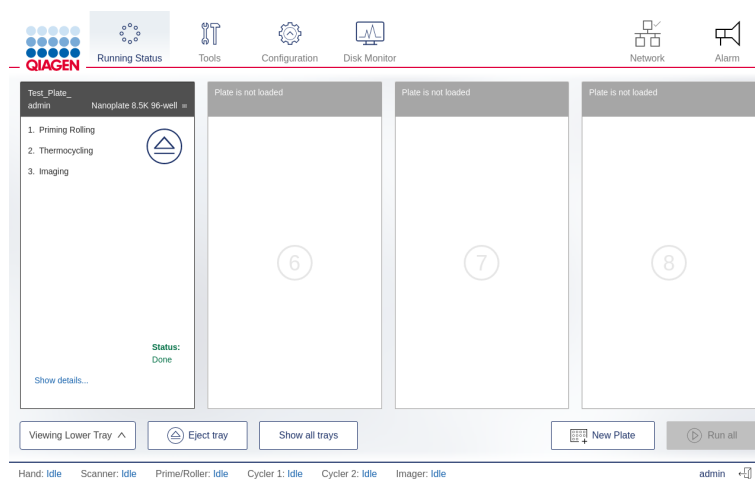 QIAGEN
Running Status
Tools
Configuration
Disk Monitor
Network
Alarm
Test_Plate_
admin Nanoplate 8.5K 96-well
Plate is not loaded
Plate is not loaded
Plate is not loaded
1. Priming Rolling
2. Thermocycling
3. Imaging
6
7
8
Status:
Done
Show details...
Viewing Lower Tray
Eject tray
Show all trays
New Plate
Run all
Hand: Idle Scanner: Idle Prime/Roller: Idle Cycler 1: Idle Cycler 2: Idle Imager: Idle admin